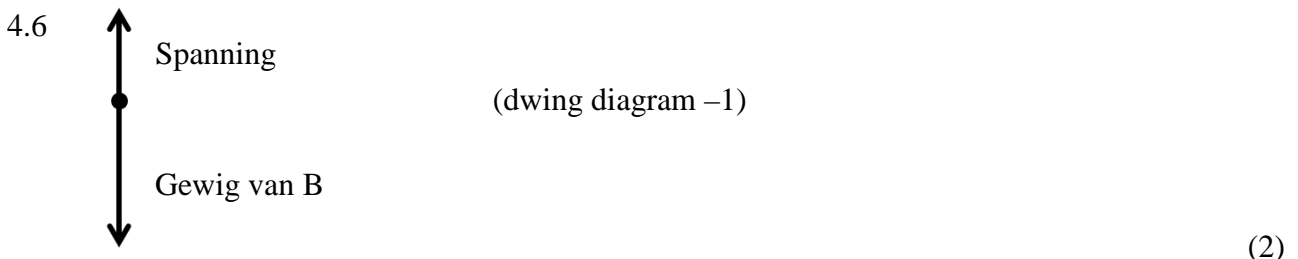 4.6
Spanning
(dwing diagram –1)
Gewig van B
(2)